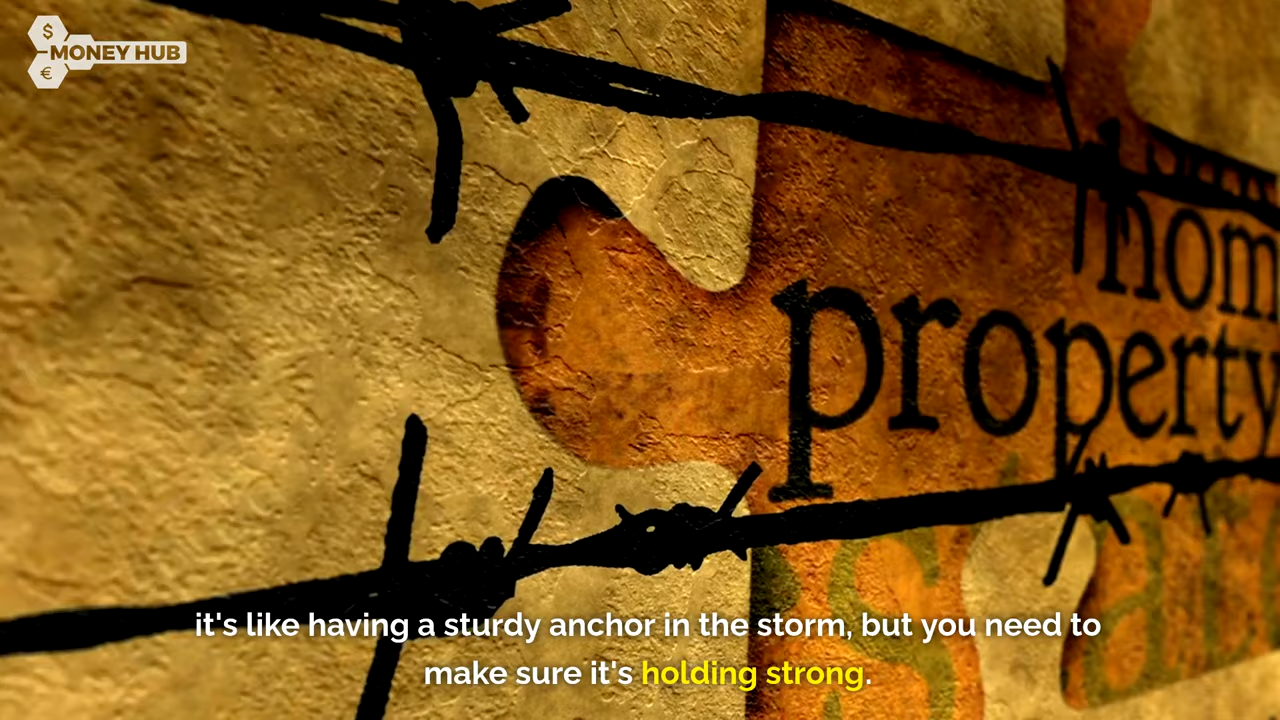 $
MONEY HUB
€
hom
property
it's like having a sturdy anchor in the storm, but you need to
make sure it's holding strong.